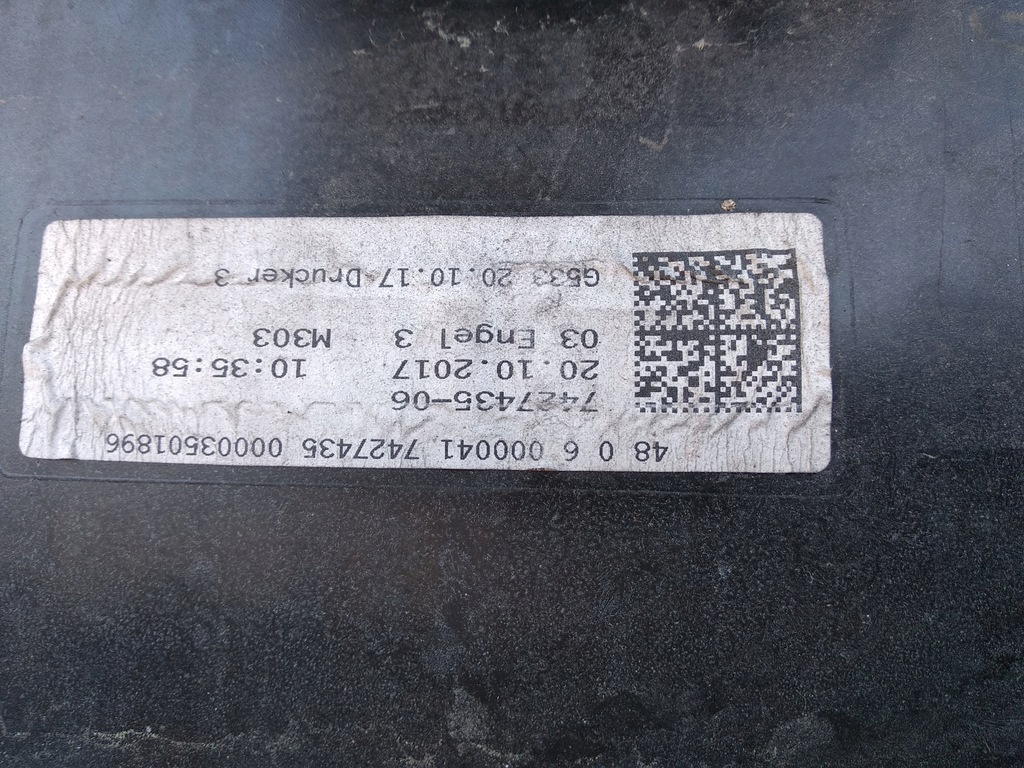 48 0 6 000041 7427435 00003501896
7427435-06
20.10.2017 10:35:58
03 Engel 3 M303
G533 20.10.17-Drucker 3